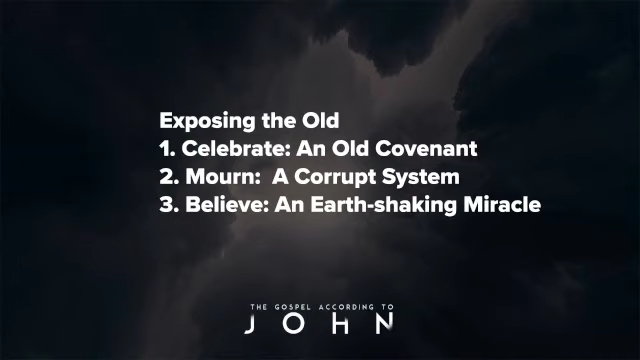 Exposing the Old
1. Celebrate: An Old Covenant
2. Mourn:  A Corrupt System
3. Believe: An Earth-shaking Miracle
THE GOSPEL ACCORDING TO
JOHN